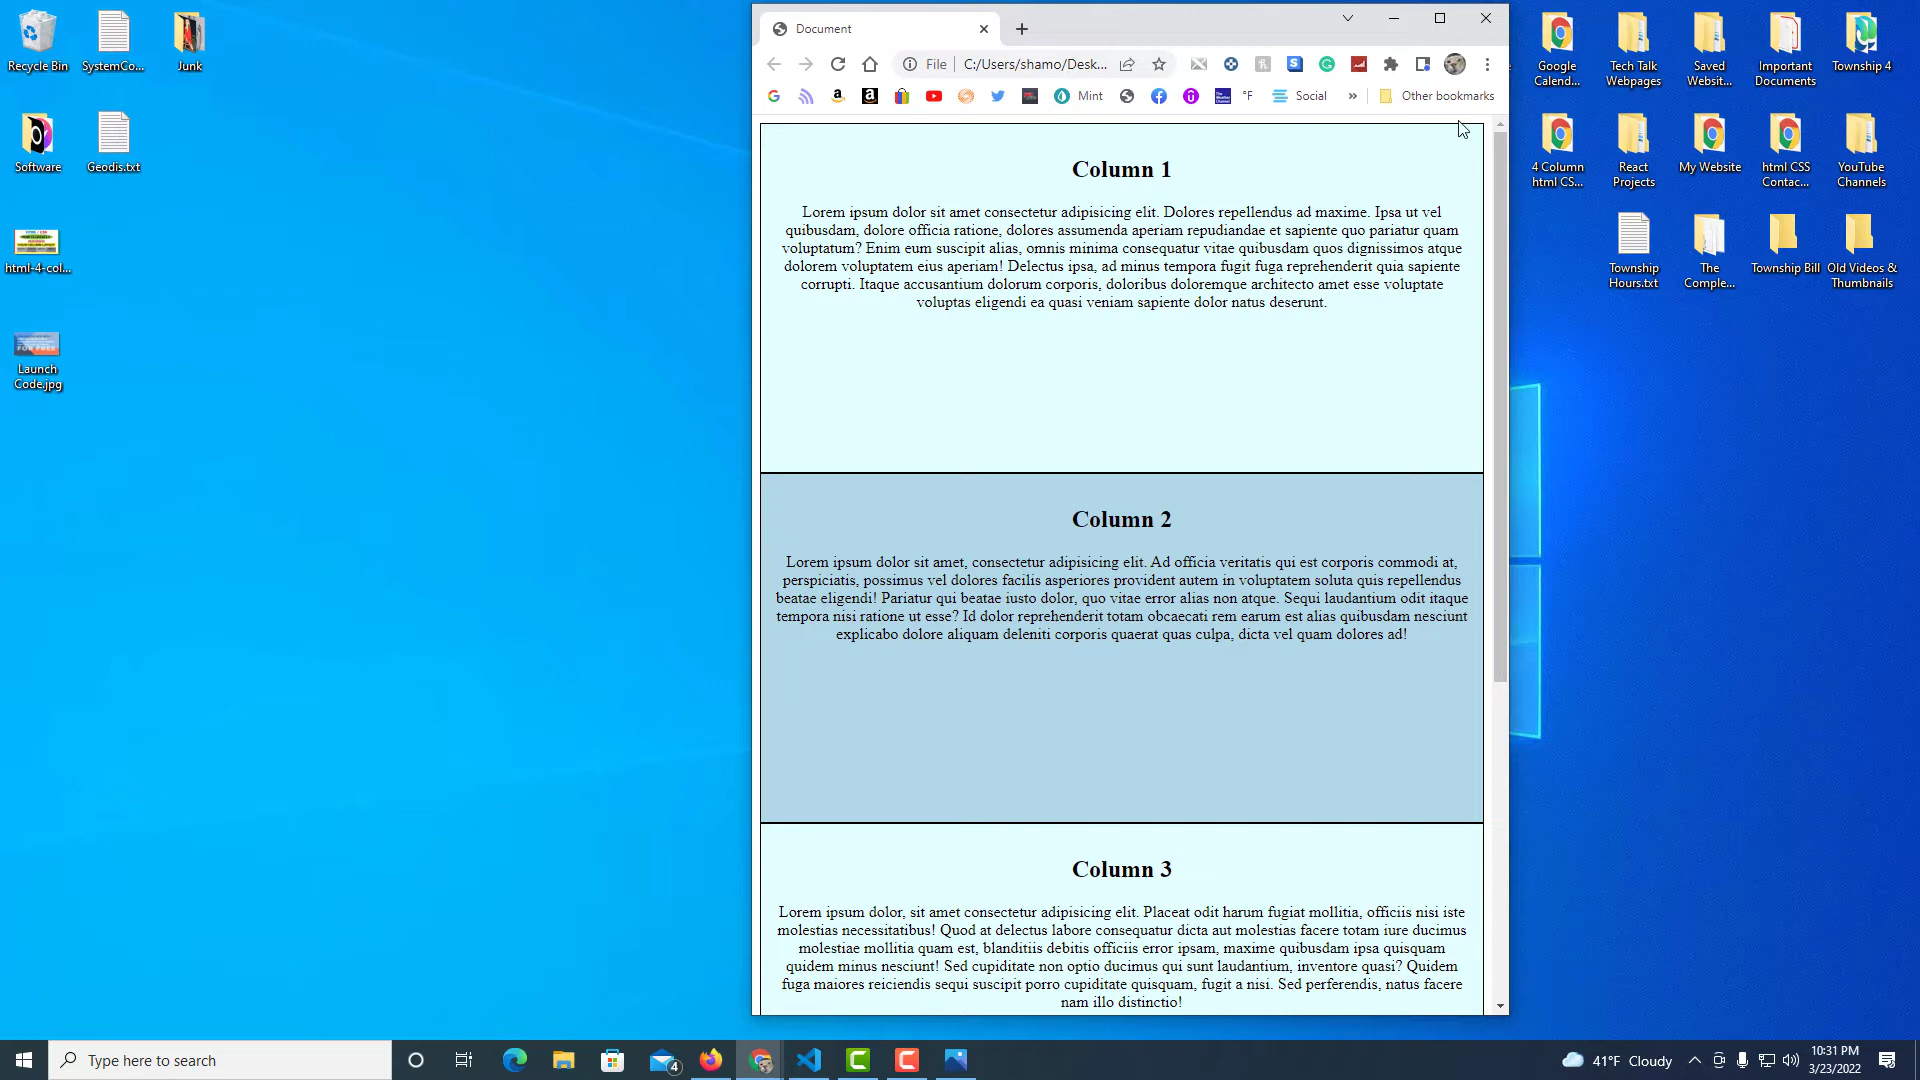 Recycle Bin
SystemCo...
Junk
Software
Geodis.txt
html-4-col...
Launch
Code.jpg
Document
File
C:/Users/shamo/Desk...
Mint
°F
Social
»
Other bookmarks
Column 1
Lorem ipsum dolor sit amet consectetur adipisicing elit. Dolores repellendus ad maxime. Ipsa ut vel
quibusdam, dolore officia ratione, dolores assumenda aperiam repudiandae et sapiente quo pariatur quam
voluptatum? Enim eum suscipit alias, omnis minima consequatur vitae quibusdam quos dignissimos atque
dolorem voluptatem eius aperiam! Delectus ipsa, ad minus tempora fugit fuga reprehenderit quia sapiente
corrupti. Itaque accusantium dolorum corporis, doloribus doloremque architecto amet esse voluptate
voluptas eligendi ea quasi veniam sapiente dolor natus deserunt.
Column 2
Lorem ipsum dolor sit amet, consectetur adipisicing elit. Ad officia veritatis qui est corporis commodi at,
perspiciatis, possimus vel dolores facilis asperiores provident autem in voluptatem soluta quis repellendus
beatae eligendi! Pariatur qui beatae iusto dolor, quo vitae error alias non atque. Sequi laudantium odit itaque
tempora nisi ratione ut esse? Id dolor reprehenderit totam obcaecati rem earum est alias quibusdam nesciunt
explicabo dolore aliquam deleniti corporis quaerat quas culpa, dicta vel quam dolores ad!
Column 3
Lorem ipsum dolor, sit amet consectetur adipisicing elit. Placeat odit harum fugiat mollitia, officiis nisi iste
molestias necessitatibus! Quod at delectus labore consequatur dicta aut molestias facere totam iure ducimus
molestiae mollitia quam est, blanditiis debitis officiis error ipsam, maxime quibusdam ipsa quisquam
quidem minus nesciunt! Sed cupiditate non optio ducimus qui sunt laudantium, inventore quasi? Quidem
fuga maiores reiciendis sequi suscipit porro cupiditate quisquam, fugit a nisi. Sed perferendis, natus facere
nam illo distinctio!
Google
Calend...
Tech Talk
Webpages
Saved
Websit...
Important
Documents
Township 4
4 Column
html CS...
React
Projects
My Website
html CSS
Contac...
YouTube
Channels
Township
Hours.txt
The
Comple...
Township Bill
Old Videos &
Thumbnails
Type here to search
4
41°F Cloudy
10:31 PM
3/23/2022